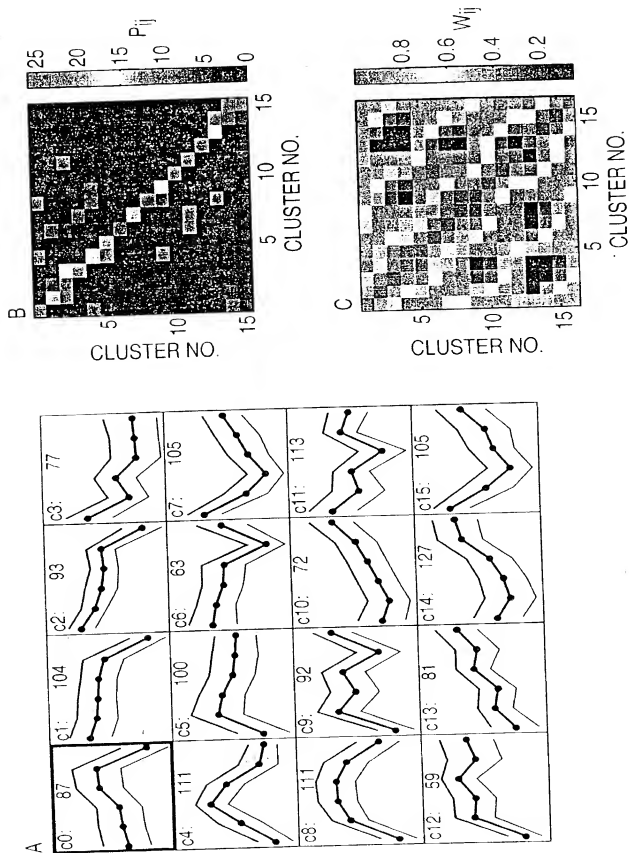 A
c0: 87
c1: 104
c2: 93
c3: 77
c4: 111
c5: 100
c6: 63
c7: 105
c8: 111
c9: 92
c10: 72
c11: 113
c12: 59
c13: 81
c14: 127
c15: 105
B
CLUSTER NO.
5
10
15
5
10
15
CLUSTER NO.
25
20
15
10
5
0
Pij
C
CLUSTER NO.
5
10
15
5
10
15
CLUSTER NO.
0.8
0.6
0.4
0.2
Wij